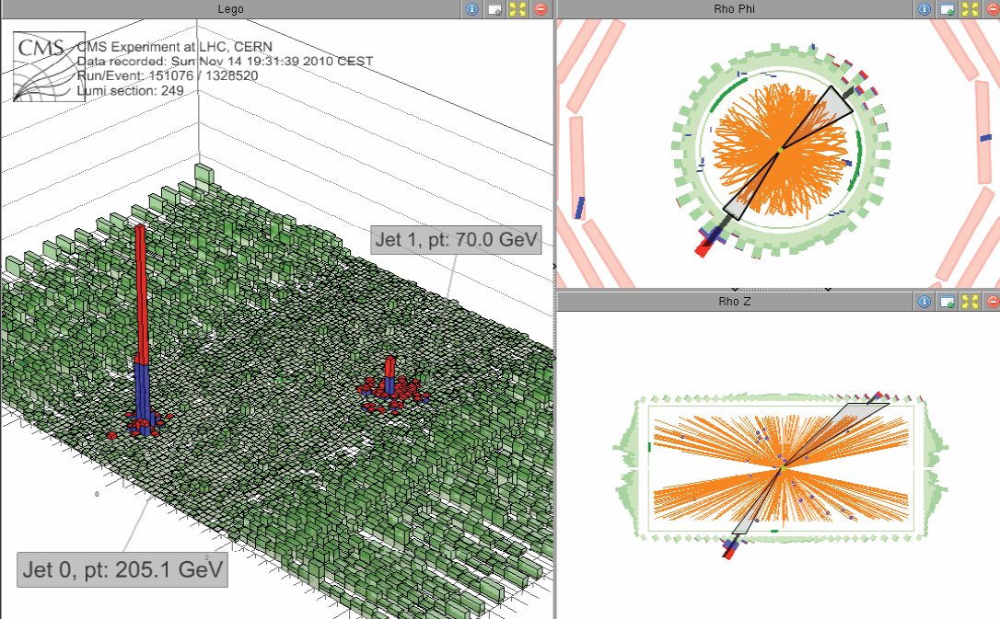 Lego
CMS
CMS Experiment at LHC, CERN
Data recorded: Sun Nov 14 19:31:39 2010 CEST
Run/Event: 151076 / 1328520
Lumi section: 249
Jet 1, pt: 70.0 GeV
0
2
Jet 0, pt: 205.1 GeV
Rho Phi
Rho Z